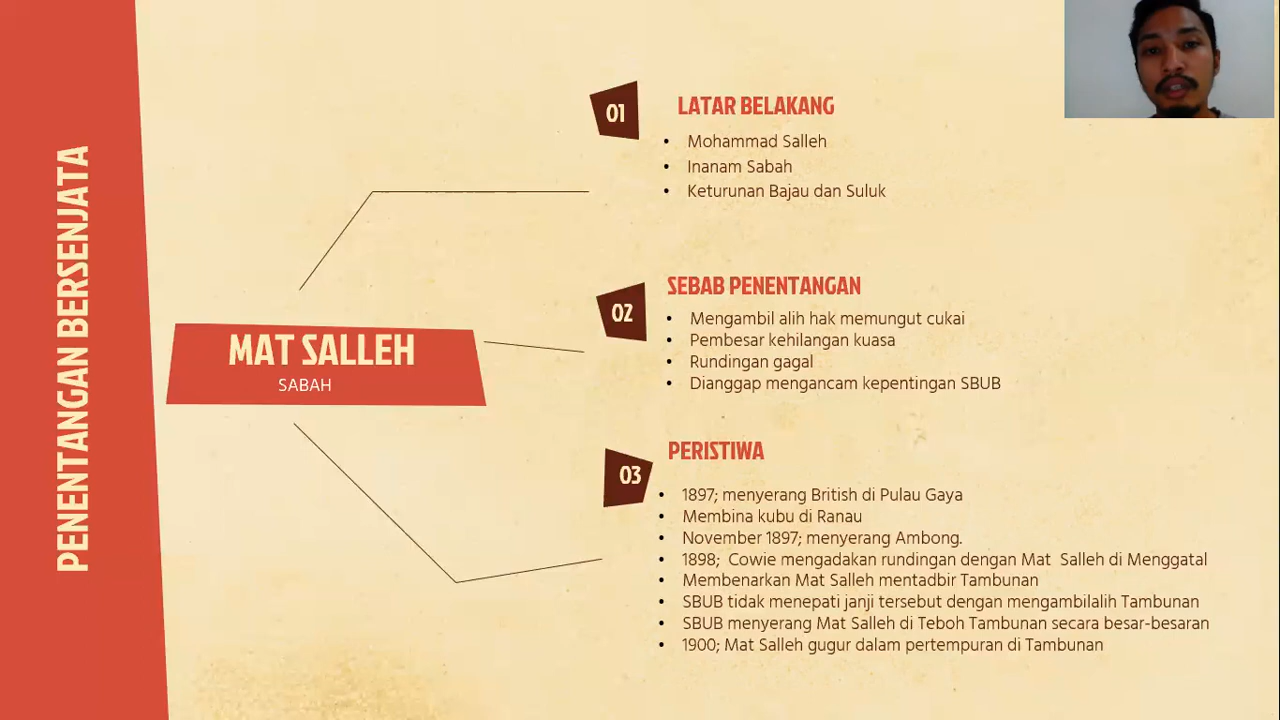 PENENTANGAN BERSENJATA
MAT SALLEH
SABAH
01
LATAR BELAKANG
• Mohammad Salleh
• Inanam Sabah
• Keturunan Bajau dan Suluk
02
SEBAB PENENTANGAN
• Mengambil alih hak memungut cukai
• Pembesar kehilangan kuasa
• Rundingan gagal
• Dianggap mengancam kepentingan SBUB
03
PERISTIWA
• 1897; menyerang British di Pulau Gaya
• Membina kubu di Ranau
• November 1897; menyerang Ambong.
• 1898; Cowie mengadakan rundingan dengan Mat Salleh di Menggatal
• Membenarkan Mat Salleh mentadbir Tambunan
• SBUB tidak menepati janji tersebut dengan mengambilalih Tambunan
• SBUB menyerang Mat Salleh di Teboh Tambunan secara besar-besaran
• 1900; Mat Salleh gugur dalam pertempuran di Tambunan